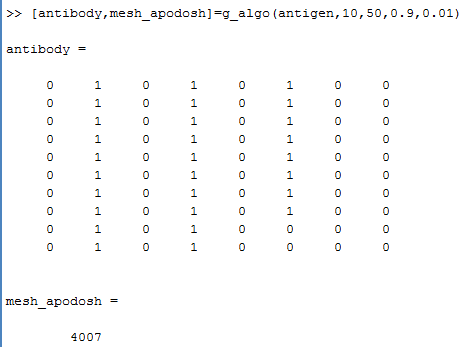 >> [antibody,mesh_apodosh]=g_algo(antigen,10,50,0.9,0.01)
antibody =
0 1 0 1 0 1 0 0
0 1 0 1 0 1 0 0
0 1 0 1 0 1 0 0
0 1 0 1 0 1 0 0
0 1 0 1 0 1 0 0
0 1 0 1 0 1 0 0
0 1 0 1 0 1 0 0
0 1 0 1 0 1 0 0
0 1 0 1 0 0 0 0
0 1 0 1 0 0 0 0
mesh_apodosh =
4007